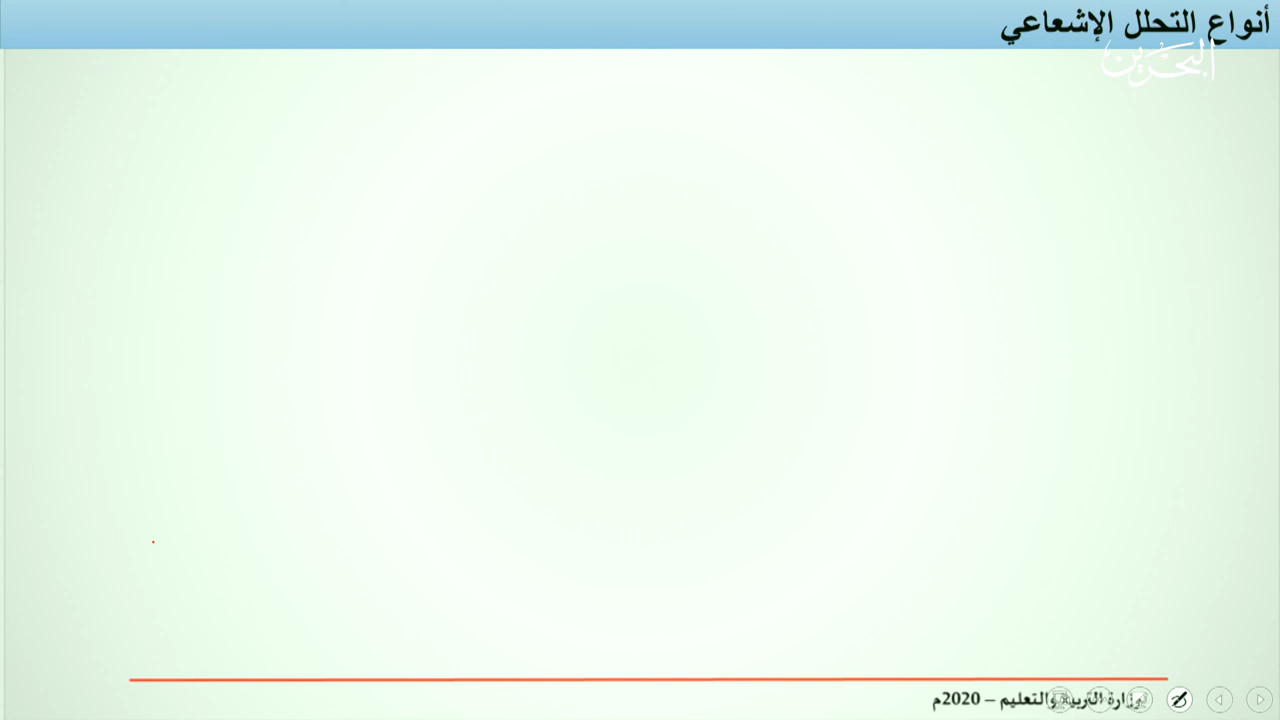 أنواع التحلل الإشعاعي
البحرين
وزارة التربية والتعليم – 2020م